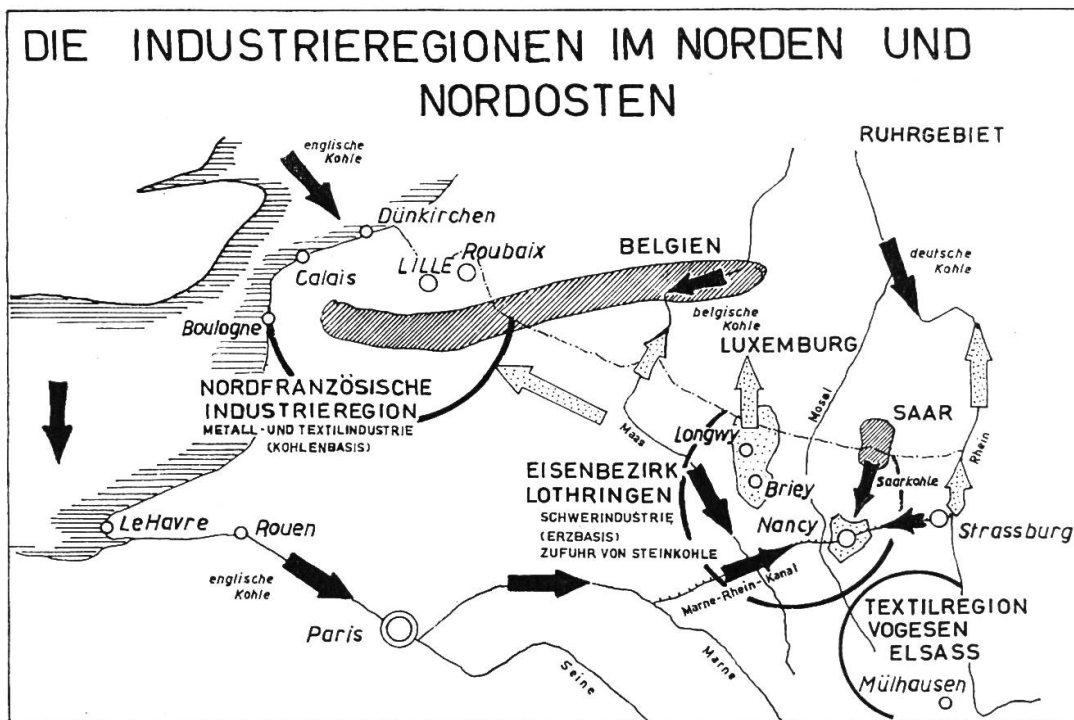 DIE INDUSTRIEREGIONEN IM NORDEN UND
NORDOSTEN
RUHRGEBIET
englische
Kohle
Dünkirchen
Roubaix
LILLE
BELGIEN
deutsche
Kohle
Calais
Boulogne
belgische
Kohle
LUXEMBURG
NORDFRANZÖSISCHE
INDUSTRIEREGION
METALL- UND TEXTILINDUSTRIE
(KOHLENBASIS)
Maas
Mosel
SAAR
Rhein
Longwy
Briey
Saarkohle
EISENBEZIRK
LOTHRINGEN
SCHWERINDUSTRIE
(ERZBASIS)
ZUFUHR VON STEINKOHLE
Nancy
Strassburg
Le Havre
Rouen
englische
Kohle
Marne-Rhein-Kanal
Paris
Seine
Marne
TEXTILREGION
VOGESEN
ELSASS
Mülhausen